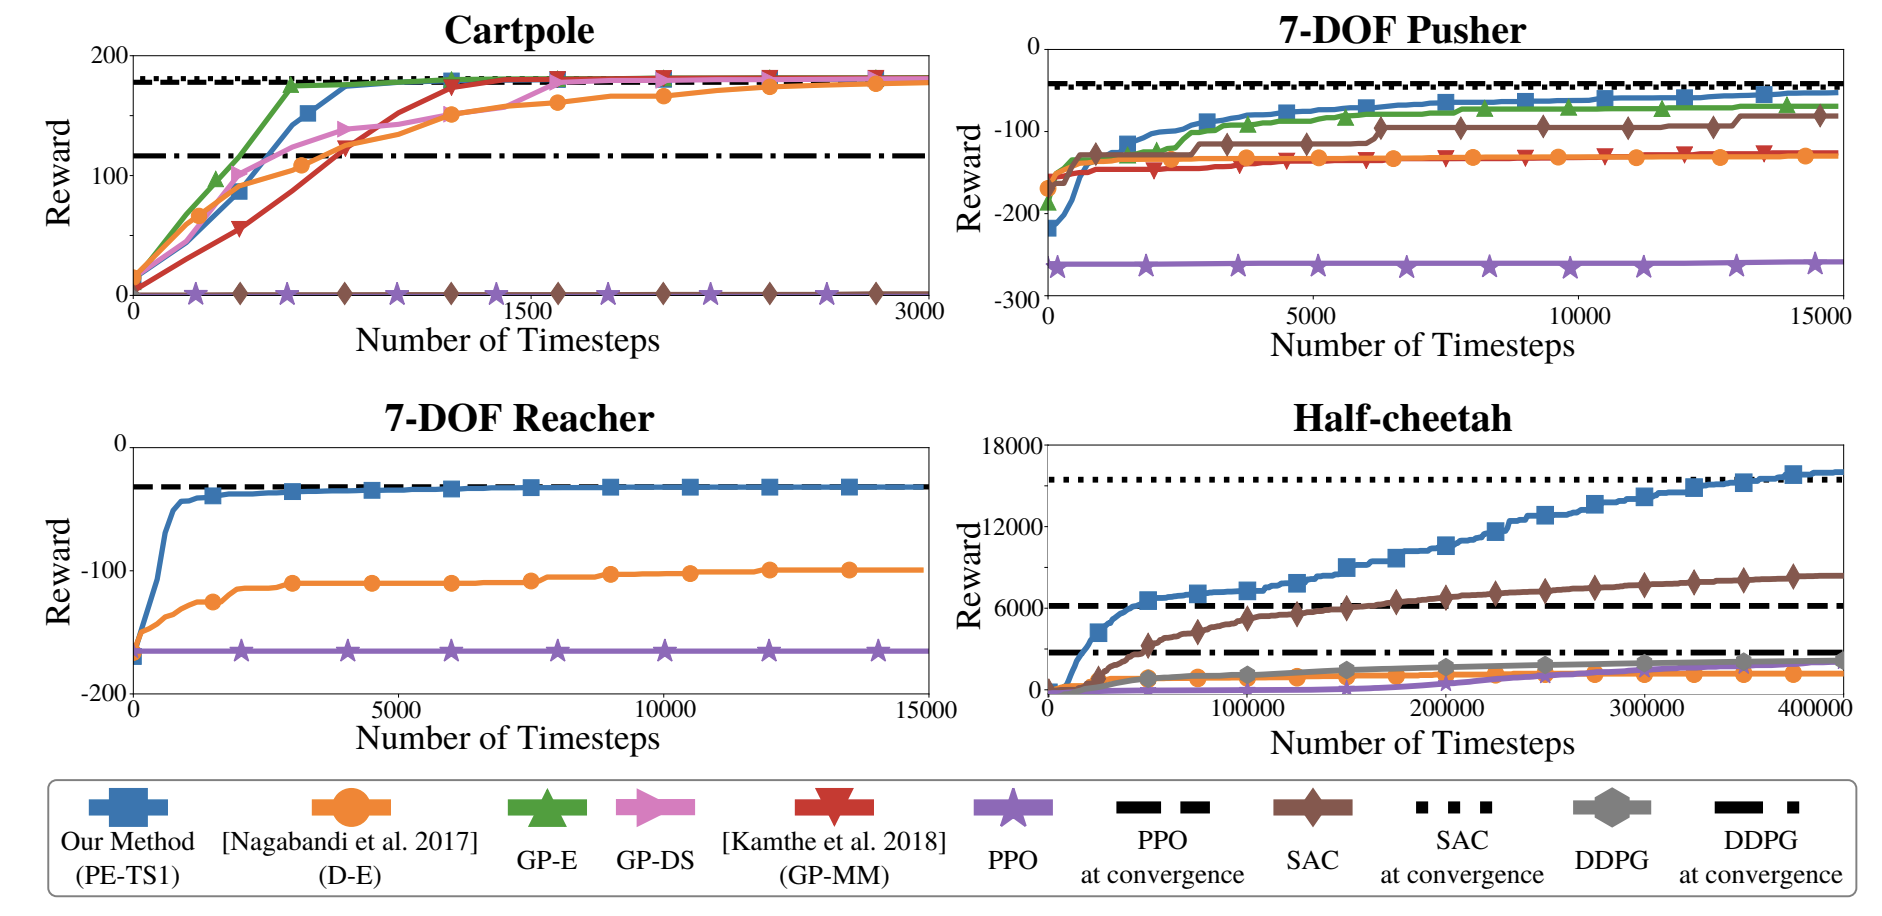 Cartpole
200
100
0
0
1500
3000
Reward
Number of Timesteps
7-DOF Pusher
0
-100
-200
-300
0
5000
10000
15000
Reward
Number of Timesteps
7-DOF Reacher
0
-100
-200
0
5000
10000
15000
Reward
Number of Timesteps
Half-cheetah
18000
12000
6000
0
0
100000
200000
300000
400000
Reward
Number of Timesteps
Our Method
(PE-TS1)
[Nagabandi et al. 2017]
(D-E)
GP-E
GP-DS
[Kamthe et al. 2018]
(GP-MM)
PPO
PPO
at convergence
SAC
SAC
at convergence
DDPG
DDPG
at convergence